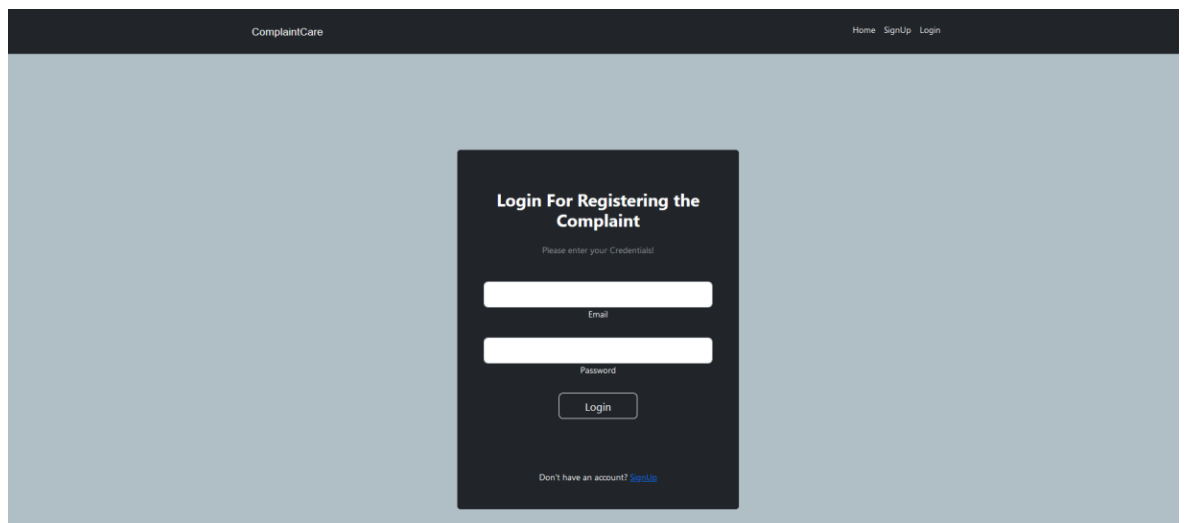 ComplaintCare
Home SignUp Login
Login For Registering the
Complaint
Please enter your Credentials!
Email
Password
Login
Don't have an account? SignUp